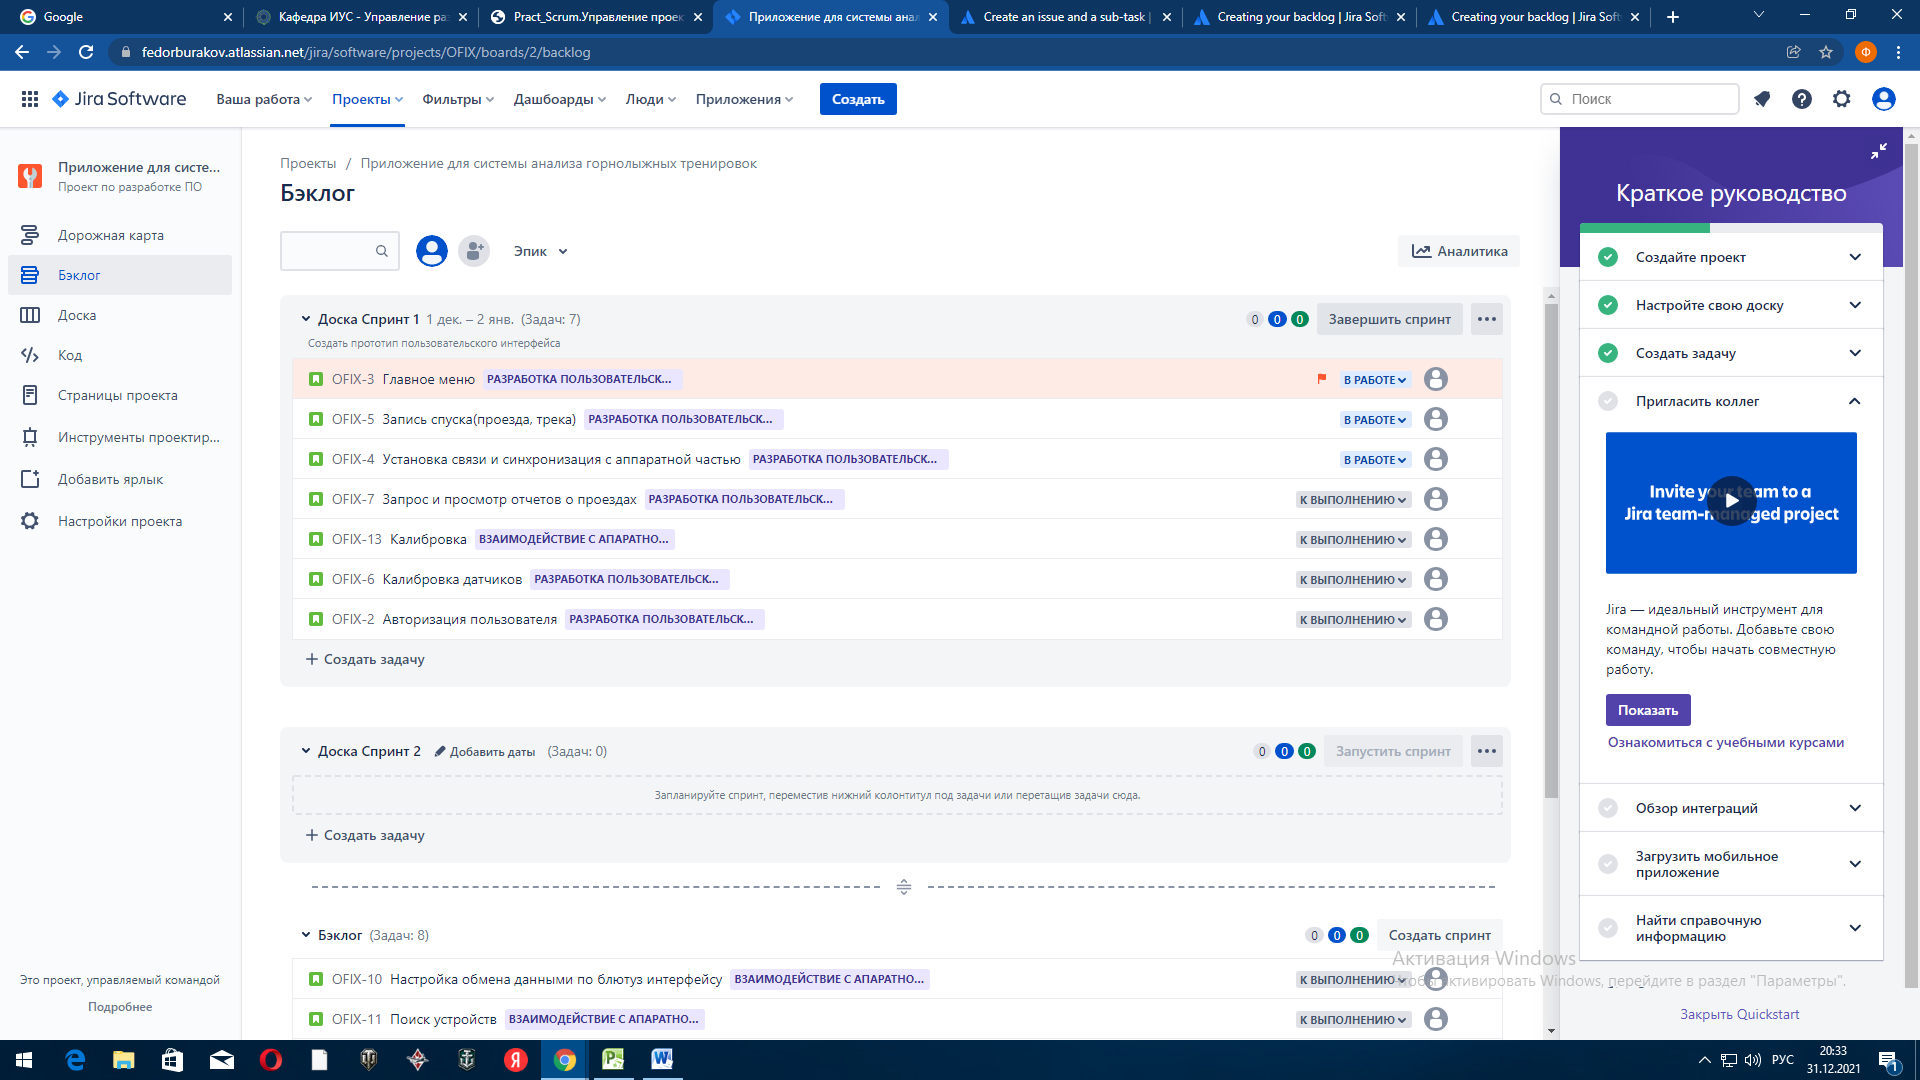 Google
Кафедра ИУС - Управление ра
Pract_Scrum.Управление проек
Приложение для системы анал
Create an issue and a sub-task |
Creating your backlog | Jira Soft
Creating your backlog | Jira Soft
fedorburakov.atlassian.net/jira/software/projects/OFIX/boards/2/backlog
Ф
Jira Software
Ваша работа
Проекты
Фильтры
Дашборды
Люди
Приложения
Создать
Поиск
Приложение для систе...
Проект по разработке ПО
Дорожная карта
Бэклог
Доска
Код
Страницы проекта
Инструменты проектир...
Добавить ярлык
Настройки проекта
Это проект, управляемый командой
Подробнее
Проекты / Приложение для системы анализа горнолыжных тренировок
Бэклог
Эпик
Аналитика
Доска Спринт 1 1 дек. – 2 янв. (Задач: 7)
0 0 0 Завершить спринт
Создать прототип пользовательского интерфейса
OFIX-3 Главное меню РАЗРАБОТКА ПОЛЬЗОВАТЕЛЬСК... В РАБОТЕ
OFIX-5 Запись спуска(проезда, трека) РАЗРАБОТКА ПОЛЬЗОВАТЕЛЬСК... В РАБОТЕ
OFIX-4 Установка связи и синхронизация с аппаратной частью РАЗРАБОТКА ПОЛЬЗОВАТЕЛЬСК... В РАБОТЕ
OFIX-7 Запрос и просмотр отчетов о проездах РАЗРАБОТКА ПОЛЬЗОВАТЕЛЬСК... К ВЫПОЛНЕНИЮ
OFIX-13 Калибровка ВЗАИМОДЕЙСТВИЕ С АПАРАТНО... К ВЫПОЛНЕНИЮ
OFIX-6 Калибровка датчиков РАЗРАБОТКА ПОЛЬЗОВАТЕЛЬСК... К ВЫПОЛНЕНИЮ
OFIX-2 Авторизация пользователя РАЗРАБОТКА ПОЛЬЗОВАТЕЛЬСК... К ВЫПОЛНЕНИЮ
+ Создать задачу
Доска Спринт 2 Добавить даты (Задач: 0)
0 0 0 Запустить спринт
Запланируйте спринт, переместив нижний колонтитул под задачи или перетащив задачи сюда.
+ Создать задачу
Бэклог (Задач: 8)
0 0 0 Создать спринт
OFIX-10 Настройка обмена данными по блютуз интерфейсу ВЗАИМОДЕЙСТВИЕ С АПАРАТНО... К ВЫПОЛНЕНИЮ
OFIX-11 Поиск устройств ВЗАИМОДЕЙСТВИЕ С АПАРАТНО... К ВЫПОЛНЕНИЮ
Краткое руководство
Создайте проект
Настройте свою доску
Создать задачу
Пригласить коллег
Invite your team to a
Jira team-managed project
Jira — идеальный инструмент для
командной работы. Добавьте свою
команду, чтобы начать совместную
работу.
Показать
Ознакомиться с учебными курсами
Обзор интеграций
Загрузить мобильное
приложение
Найти справочную
информацию
Активация Windows
Чтобы активировать Windows, перейдите в раздел "Параметры".
Закрыть Quickstart
РУС
20:33
31.12.2021
1